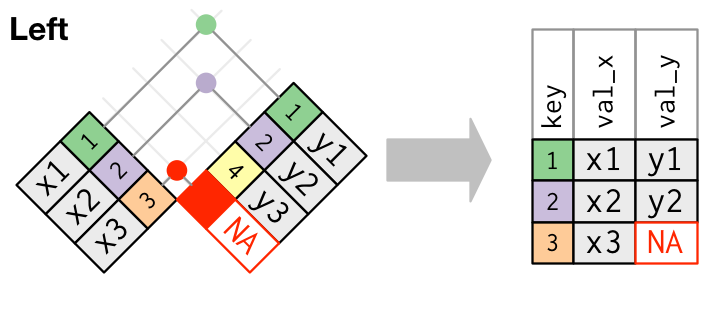 Left
1 x1
2 x2
3 x3
1 y1
2 y2
4 y3
NA
key val_x val_y
1 x1 y1
2 x2 y2
3 x3 NA